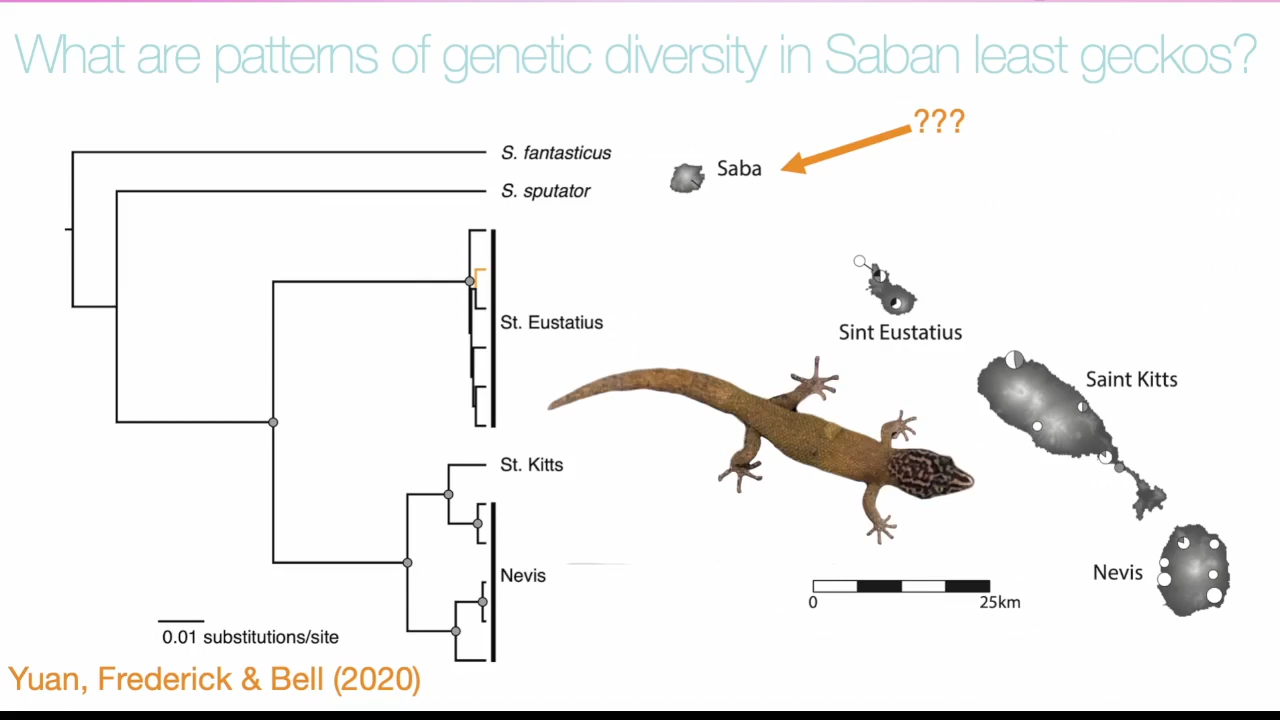 What are patterns of genetic diversity in Saban least geckos?
???
S. fantasticus
Saba
S. sputator
St. Eustatius
Sint Eustatius
Saint Kitts
St. Kitts
Nevis
Nevis
0 25km
0.01 substitutions/site
Yuan, Frederick & Bell (2020)